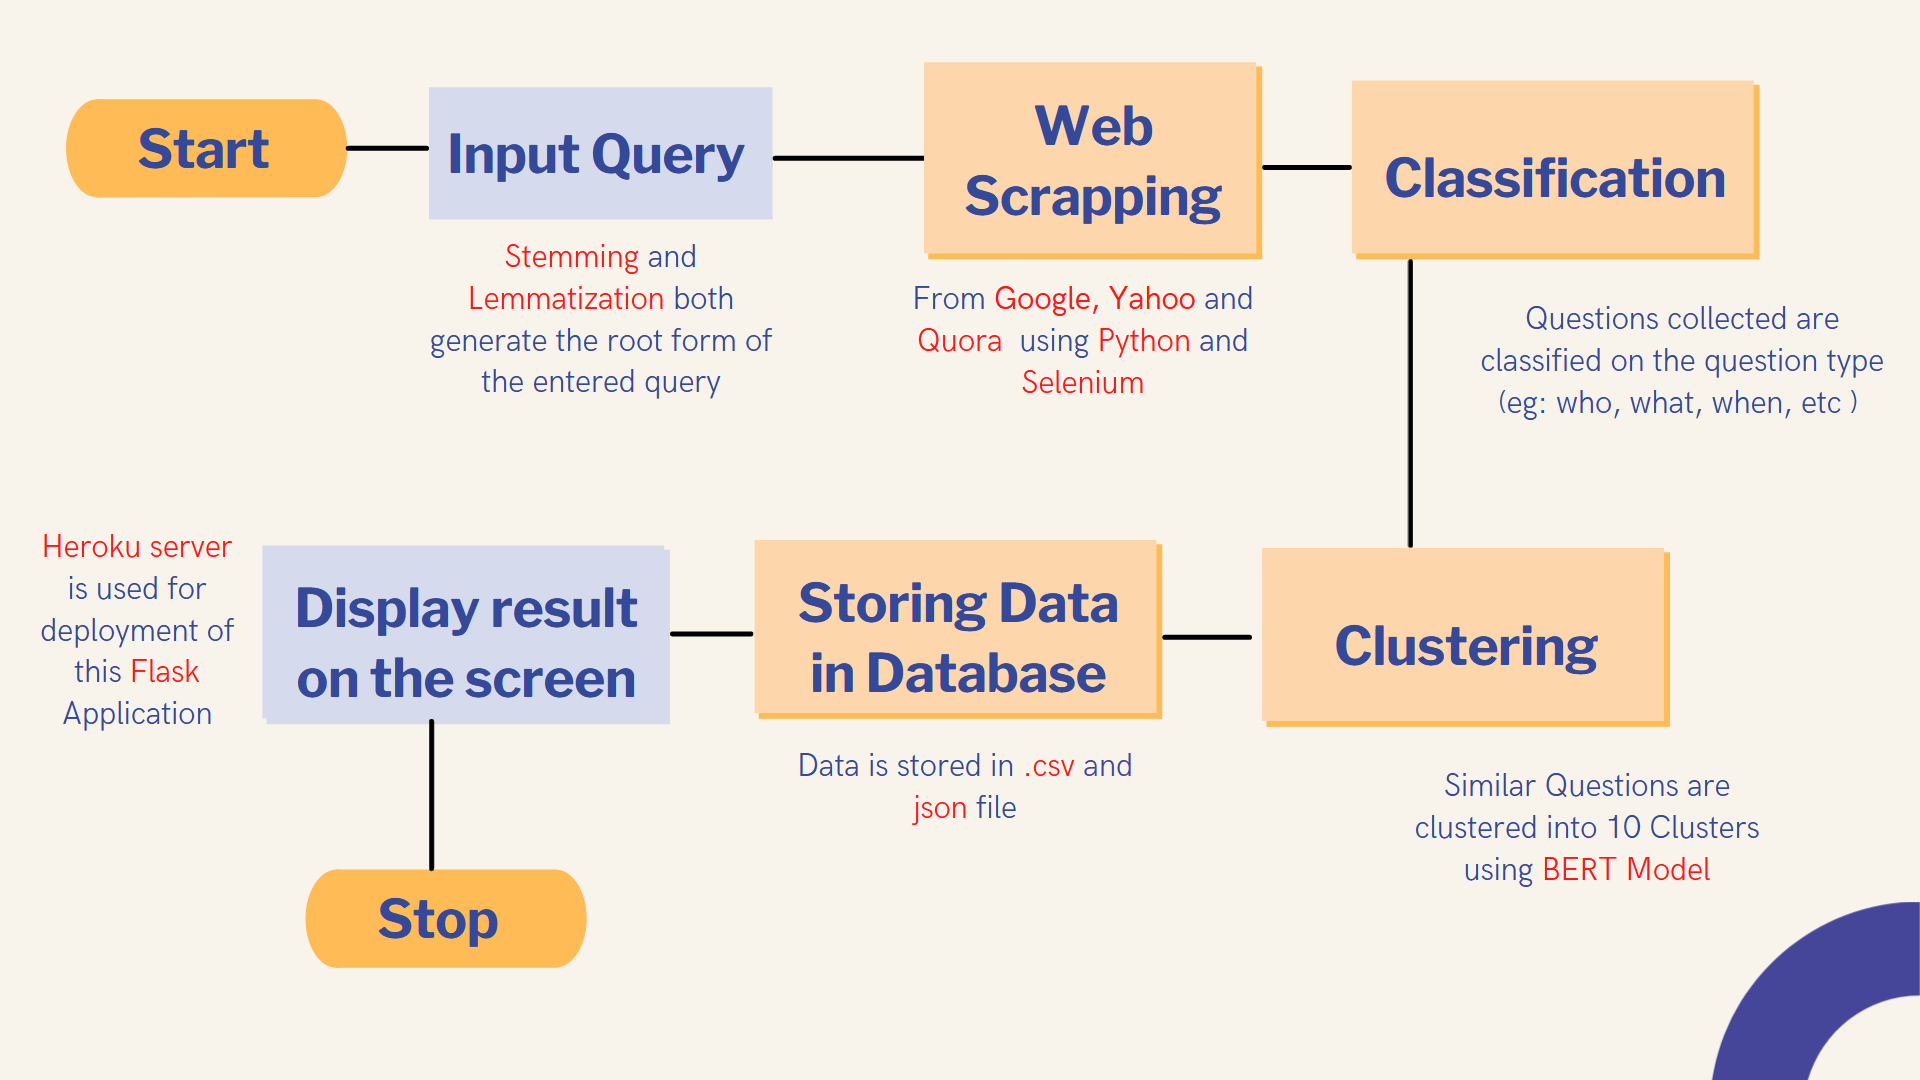 Start
Input Query
Stemming and
Lemmatization both
generate the root form of
the entered query
Web
Scrapping
From Google, Yahoo and
Quora using Python and
Selenium
Classification
Questions collected are
classified on the question type
(eg: who, what, when, etc )
Clustering
Similar Questions are
clustered into 10 Clusters
using BERT Model
Storing Data
in Database
Data is stored in .csv and
json file
Display result
on the screen
Heroku server
is used for
deployment of
this Flask
Application
Stop